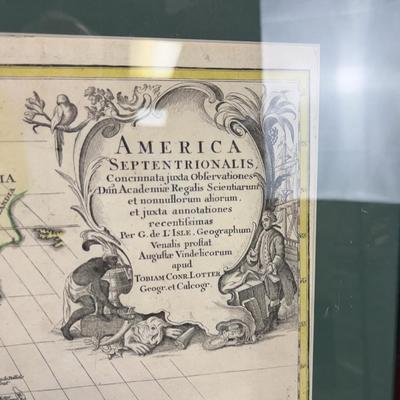 AMERICA
SEPTENTRIONALIS,
Concinnata juxta Observationes
Dnn̄ Academiæ Regalis Scientiarum
et nonnullorum aliorum,
et juxta annotationes
recentissimas
Per G. de L'ISLE, Geographum
Venalis prostat
Augustæ Vindelicorum
apud
TOBIAM CONR. LOTTER
Geogr. et Calcogr.